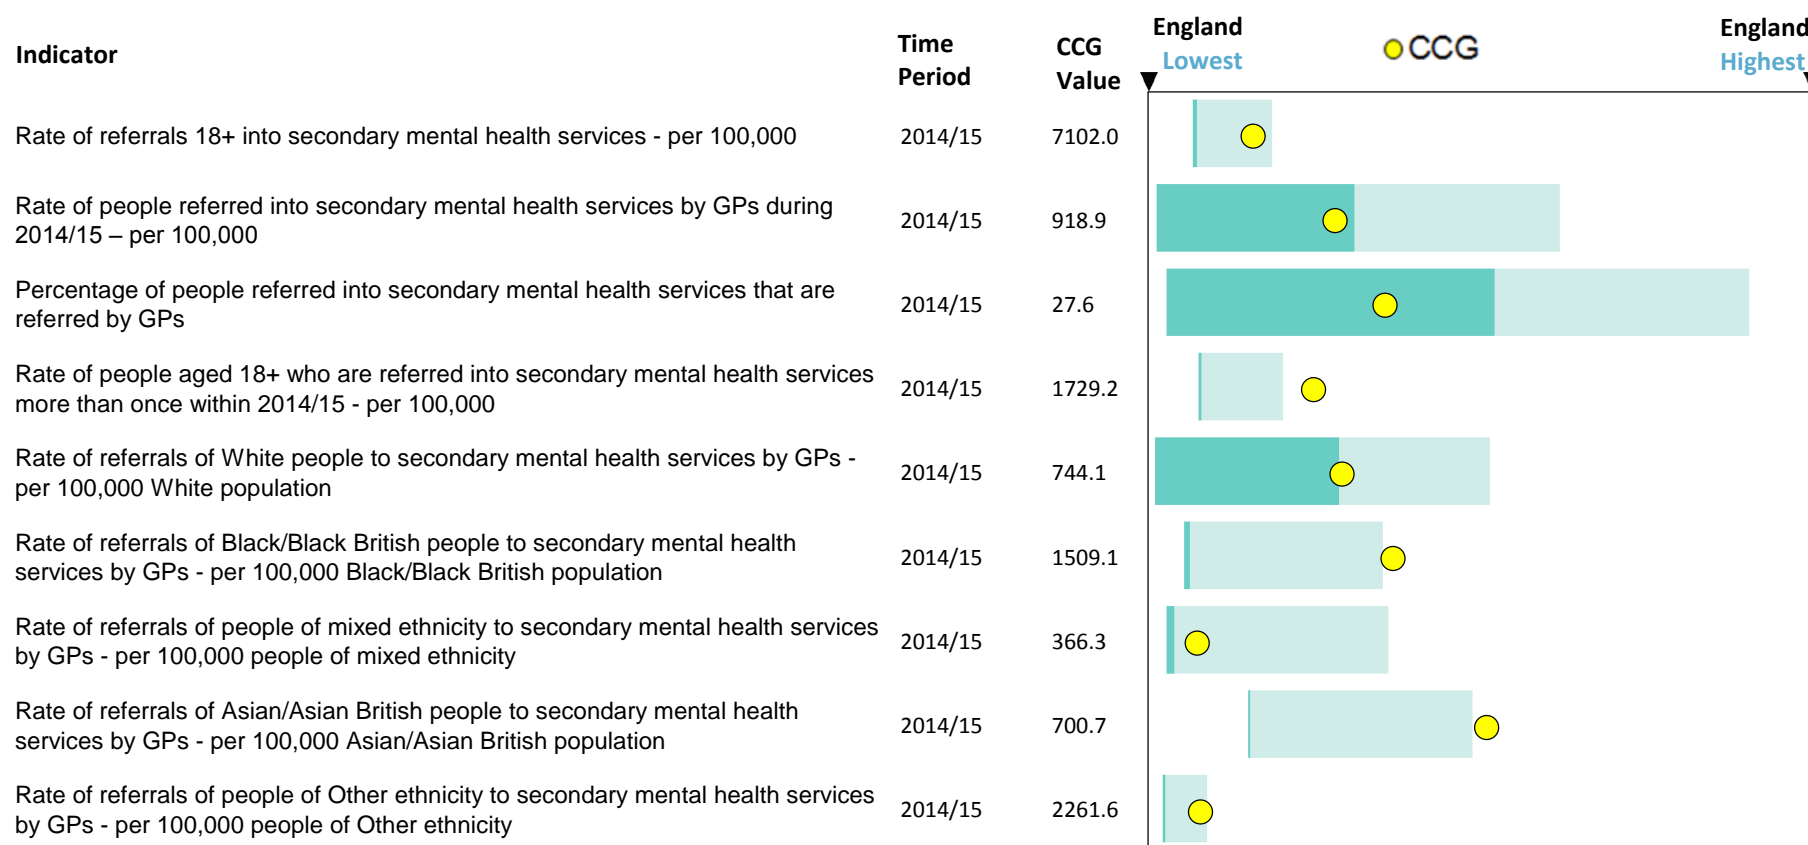 Indicator
Time
Period
CCG
Value
England
Lowest
CCG
England
Highest
Rate of referrals 18+ into secondary mental health services - per 100,000
2014/15
7102.0
Rate of people referred into secondary mental health services by GPs during
2014/15 – per 100,000
2014/15
918.9
Percentage of people referred into secondary mental health services that are
referred by GPs
2014/15
27.6
Rate of people aged 18+ who are referred into secondary mental health services
more than once within 2014/15 - per 100,000
2014/15
1729.2
Rate of referrals of White people to secondary mental health services by GPs -
per 100,000 White population
2014/15
744.1
Rate of referrals of Black/Black British people to secondary mental health
services by GPs - per 100,000 Black/Black British population
2014/15
1509.1
Rate of referrals of people of mixed ethnicity to secondary mental health services
by GPs - per 100,000 people of mixed ethnicity
2014/15
366.3
Rate of referrals of Asian/Asian British people to secondary mental health
services by GPs - per 100,000 Asian/Asian British population
2014/15
700.7
Rate of referrals of people of Other ethnicity to secondary mental health services
by GPs - per 100,000 people of Other ethnicity
2014/15
2261.6